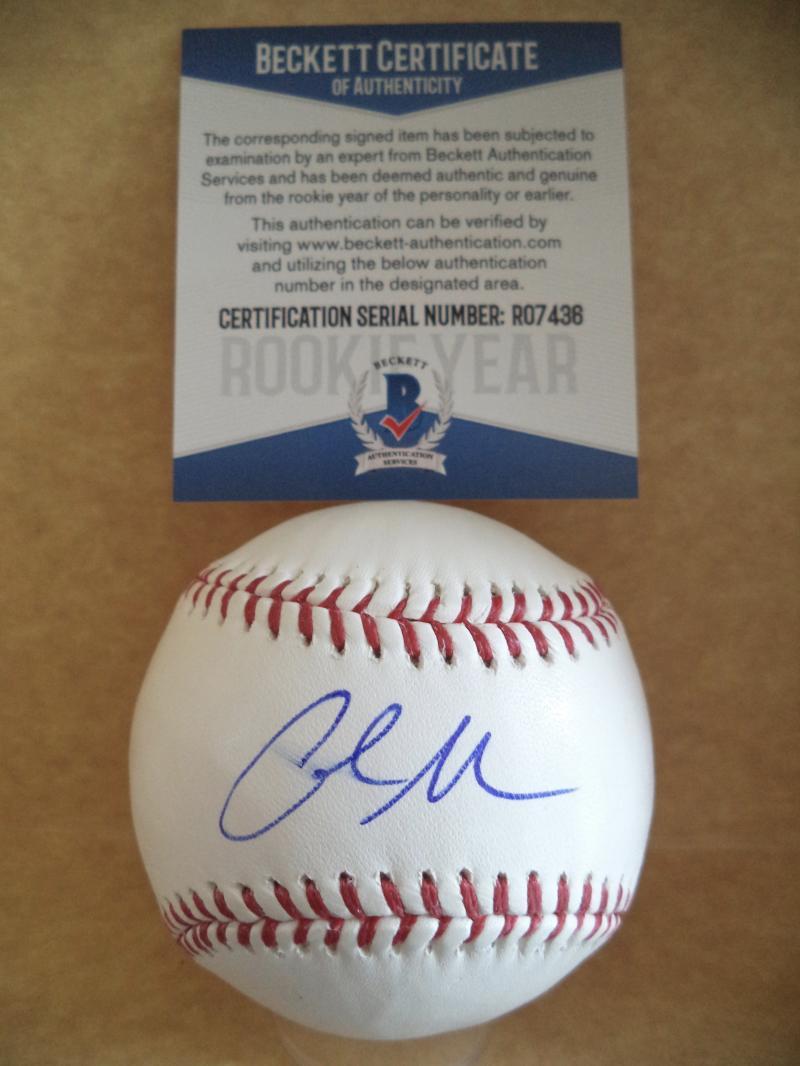 BECKETT CERTIFICATE
OF AUTHENTICITY
The corresponding signed item has been subjected to
examination by an expert from Beckett Authentication
Services and has been deemed authentic and genuine
from the rookie year of the personality or earlier.
This authentication can be verified by
visiting www.beckett-authentication.com
and utilizing the below authentication
number in the designated area.
CERTIFICATION SERIAL NUMBER: R07436
ROOKIE YEAR
BECKETT
B
AUTHENTICATION
SERVICES